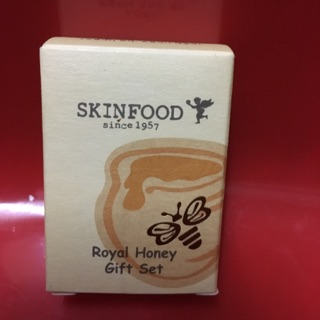 SKINFOOD
since 1957
Royal Honey
Gift Set